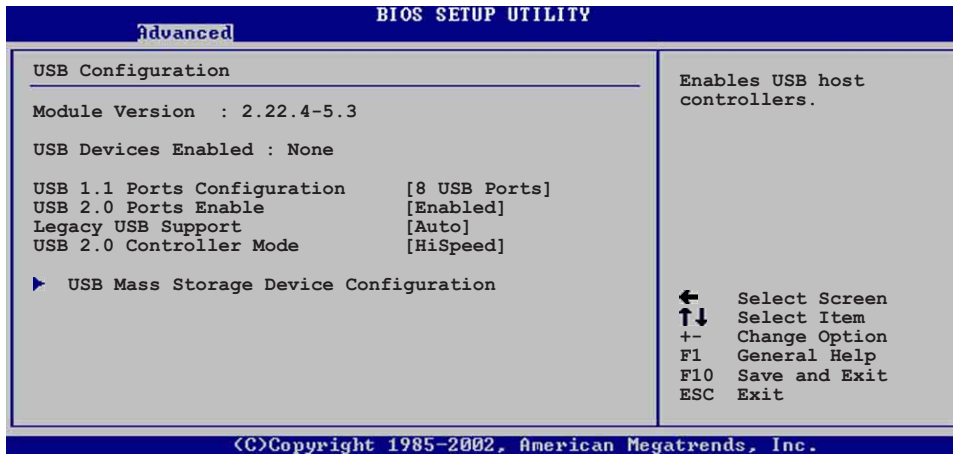 BIOS SETUP UTILITY
Advanced
USB Configuration
Module Version : 2.22.4-5.3
USB Devices Enabled : None
USB 1.1 Ports Configuration [8 USB Ports]
USB 2.0 Ports Enable [Enabled]
Legacy USB Support [Auto]
USB 2.0 Controller Mode [HiSpeed]
USB Mass Storage Device Configuration
Enables USB host
controllers.
← Select Screen
↑↓ Select Item
+- Change Option
F1 General Help
F10 Save and Exit
ESC Exit
(C)Copyright 1985-2002, American Megatrends, Inc.